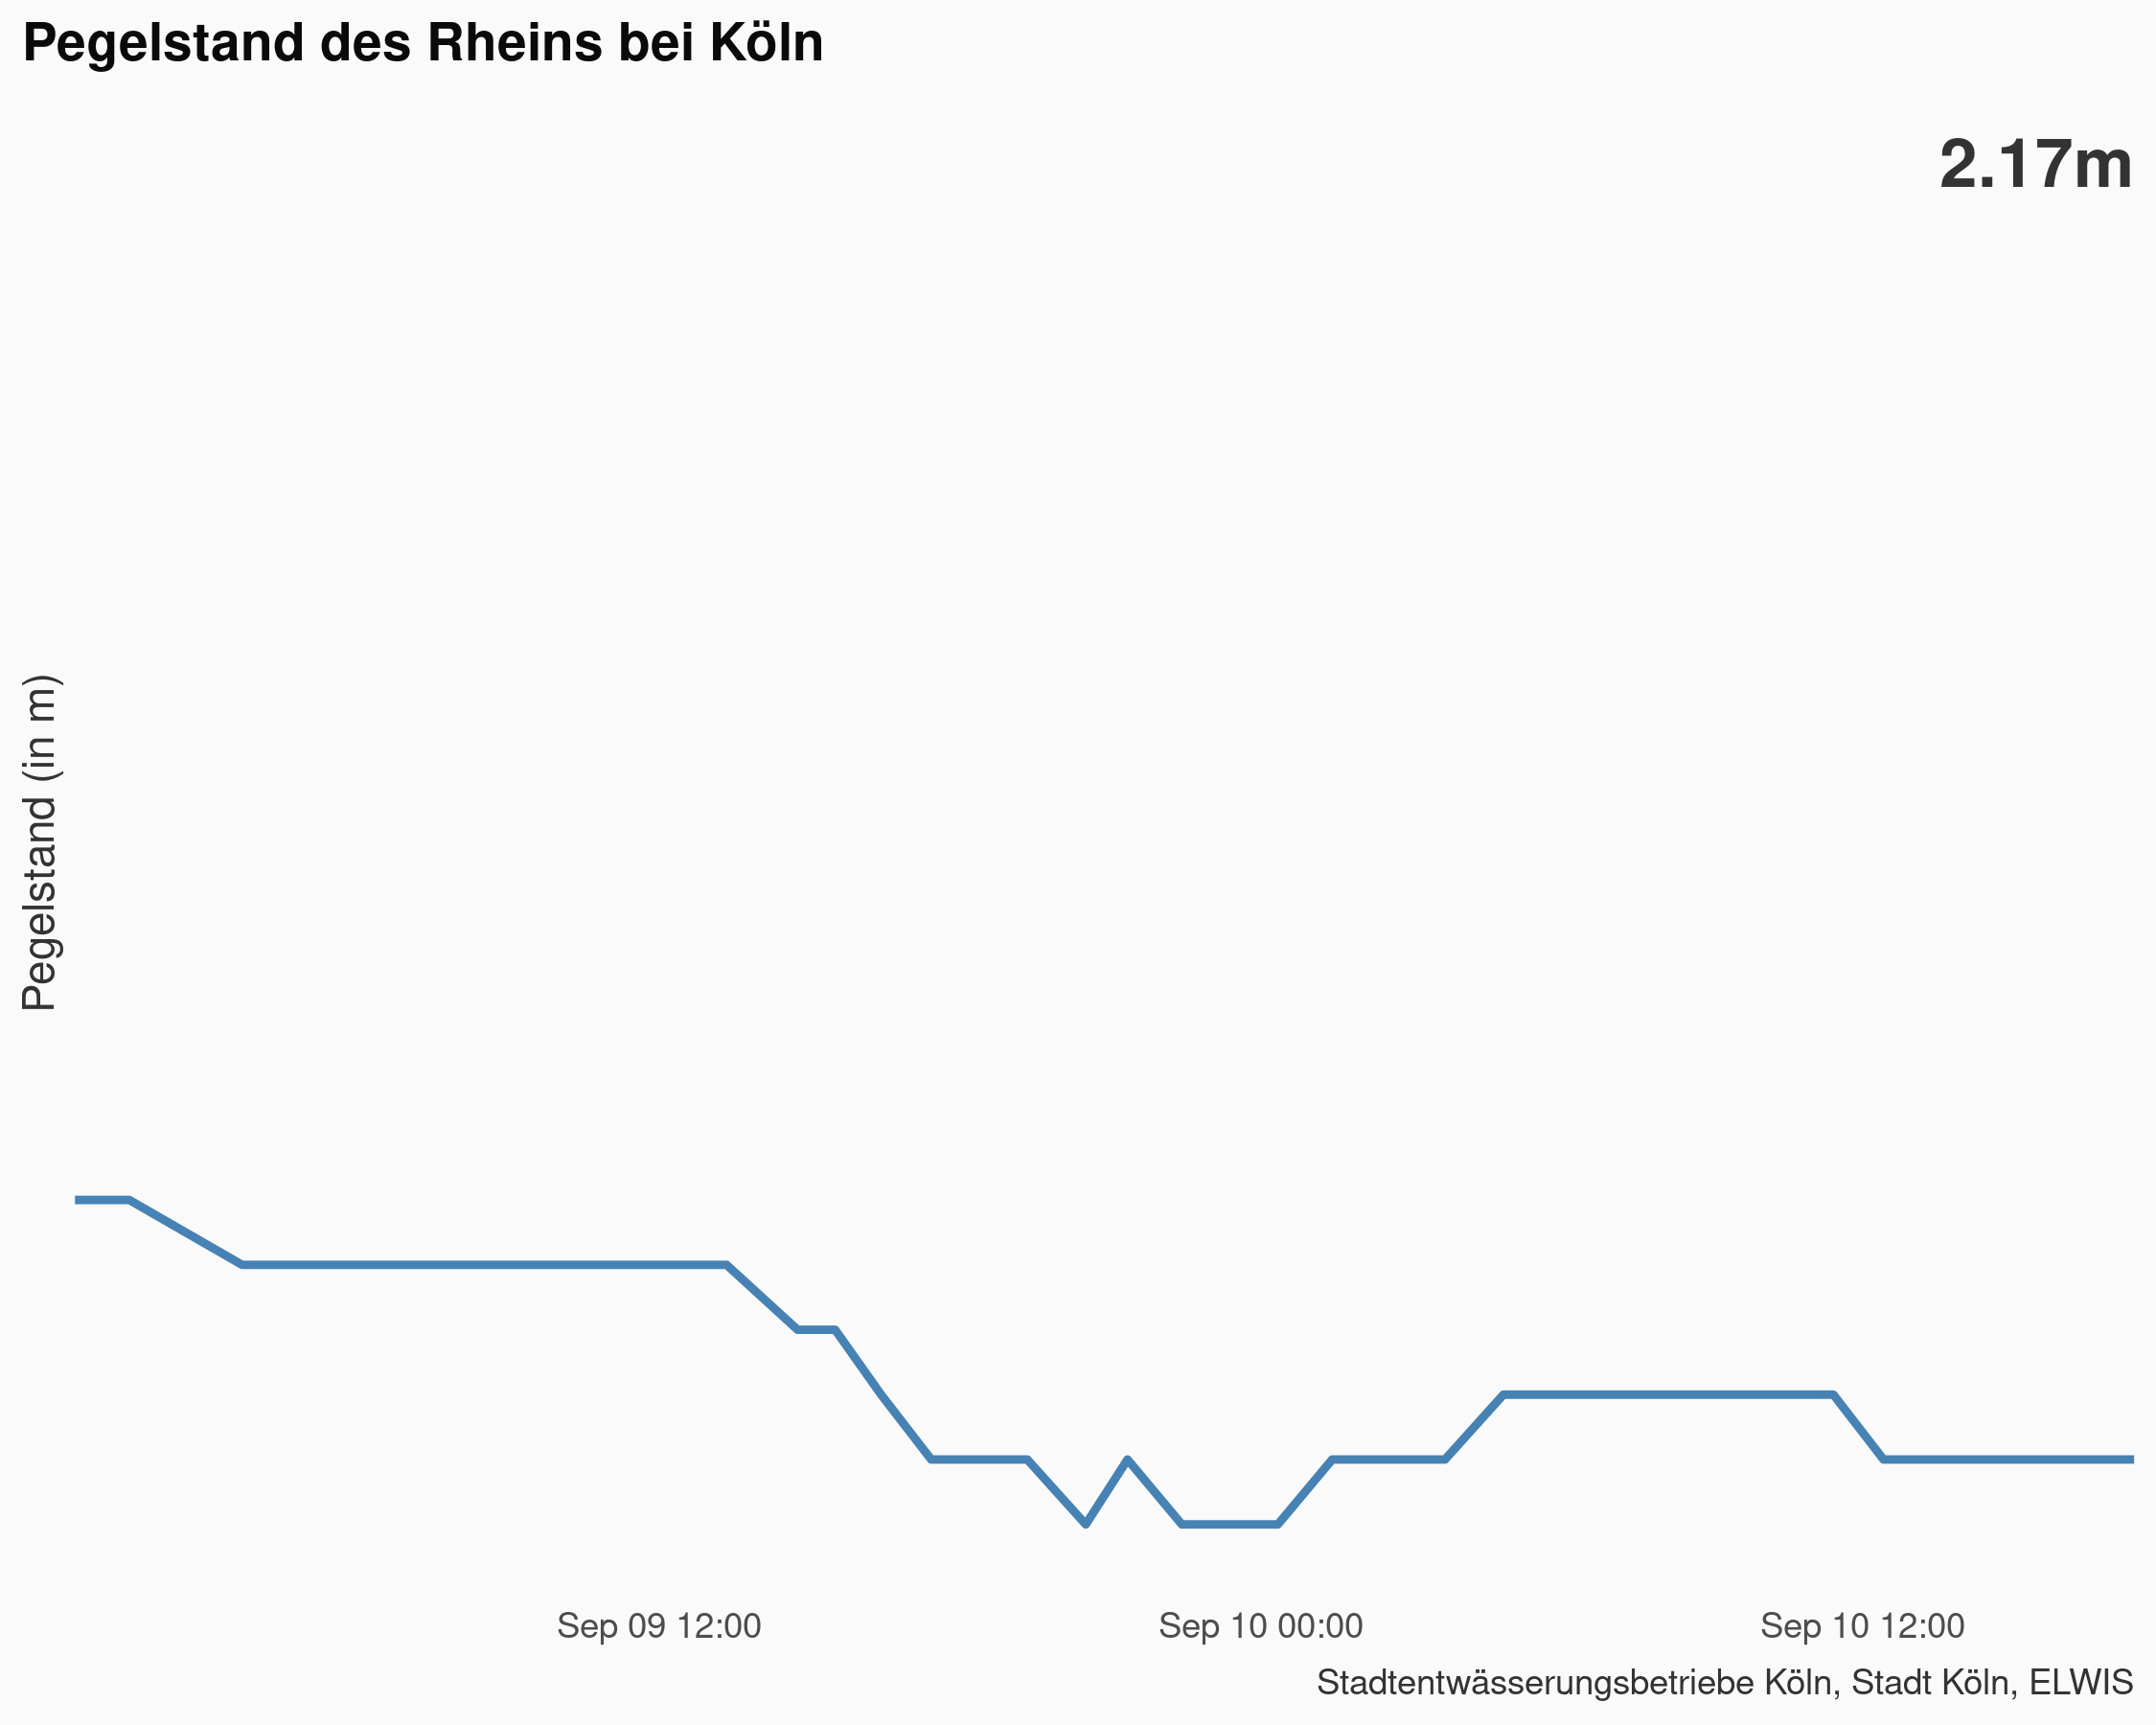 Pegelstand des Rheins bei Köln
2.17m
Pegelstand (in m)
Sep 09 12:00
Sep 10 00:00
Sep 10 12:00
Stadtentwässerungsbetriebe Köln, Stadt Köln, ELWIS